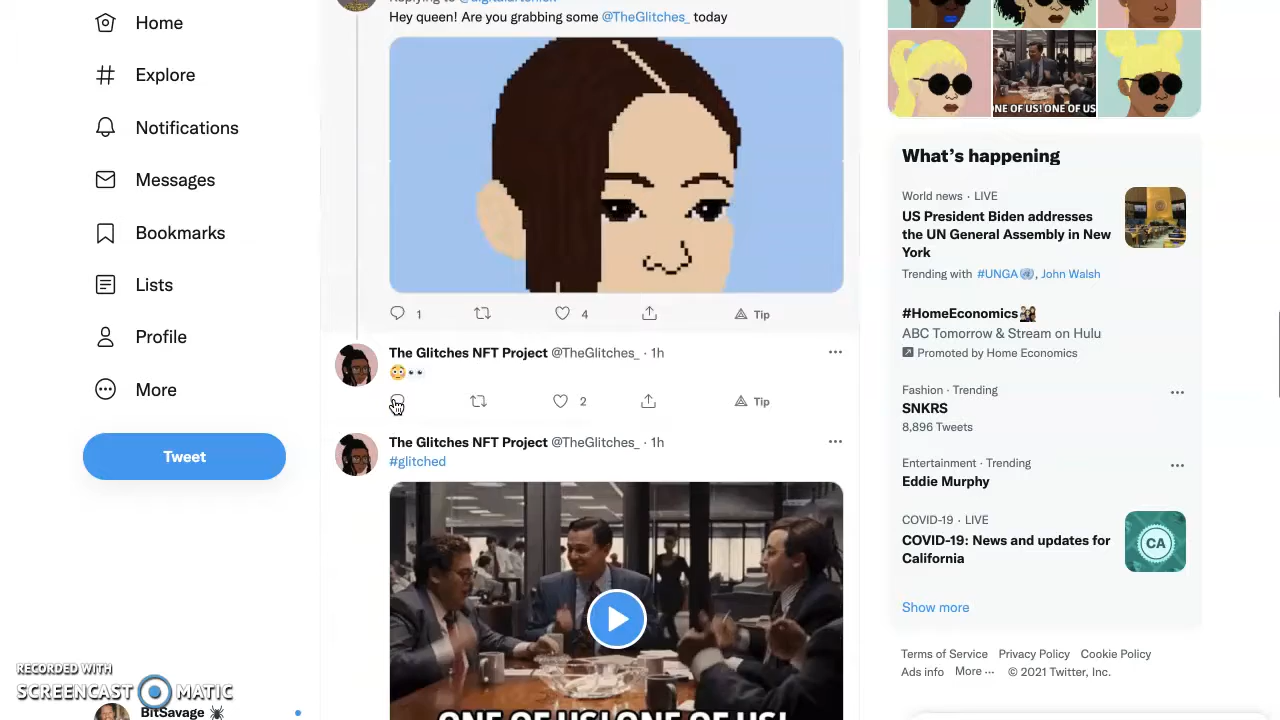 Home
Explore
Notifications
Messages
Bookmarks
Lists
Profile
More
Tweet
RECORDED WITH
SCREENCAST MATIC
BitSavage
Replying to @digitalartchick
Hey queen! Are you grabbing some @TheGlitches_ today
1
4
Tip
The Glitches NFT Project @TheGlitches_ · 1h
2
Tip
The Glitches NFT Project @TheGlitches_ · 1h
#glitched
ONE OF US! ONE OF US!
ONE OF US! ONE OF US
What's happening
World news · LIVE
US President Biden addresses
the UN General Assembly in New
York
Trending with #UNGA, John Walsh
#HomeEconomics
ABC Tomorrow & Stream on Hulu
Promoted by Home Economics
Fashion · Trending
SNKRS
8,896 Tweets
Entertainment · Trending
Eddie Murphy
COVID-19 · LIVE
COVID-19: News and updates for
California
CA
Show more
Terms of Service Privacy Policy Cookie Policy
Ads info More ··· © 2021 Twitter, Inc.